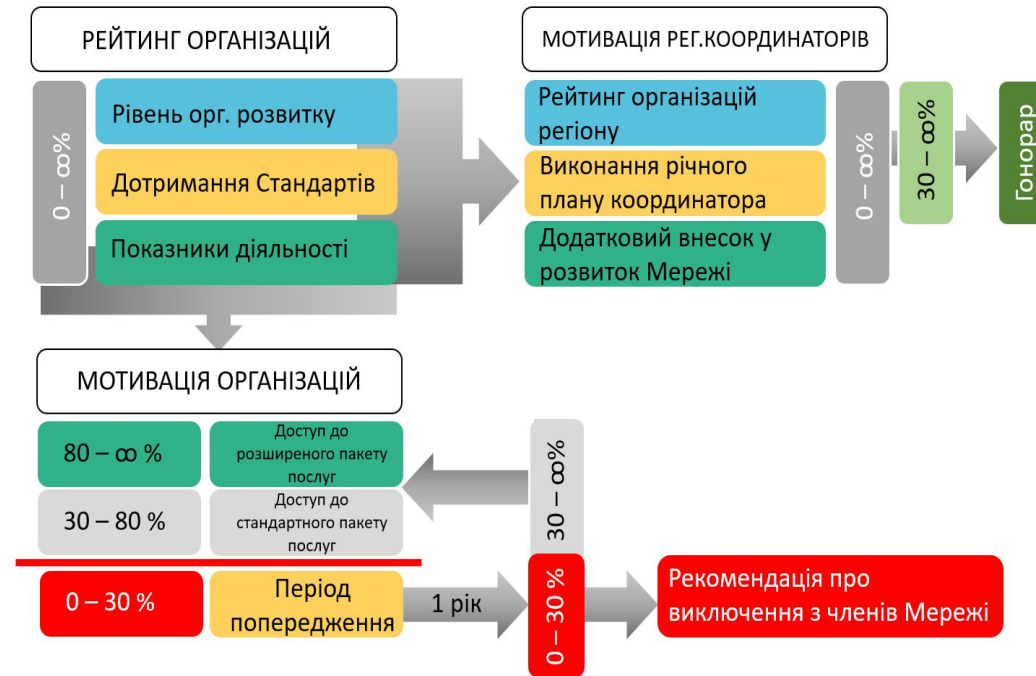 РЕЙТИНГ ОРГАНІЗАЦІЙ
0 – ∞%
Рівень орг. розвитку
Дотримання Стандартів
Показники діяльності
МОТИВАЦІЯ РЕГ.КООРДИНАТОРІВ
Рейтинг організацій
регіону
Виконання річного
плану координатора
Додатковий внесок у
розвиток Мережі
0 – ∞%
30 – ∞%
Гонорар
МОТИВАЦІЯ ОРГАНІЗАЦІЙ
80 – ∞ %
Доступ до
розширеного пакету
послуг
30 – 80 %
Доступ до
стандартного пакету
послуг
0 – 30 %
Період
попередження
1 рік
30 – ∞%
0 – 30 %
Рекомендація про
виключення з членів Мережі